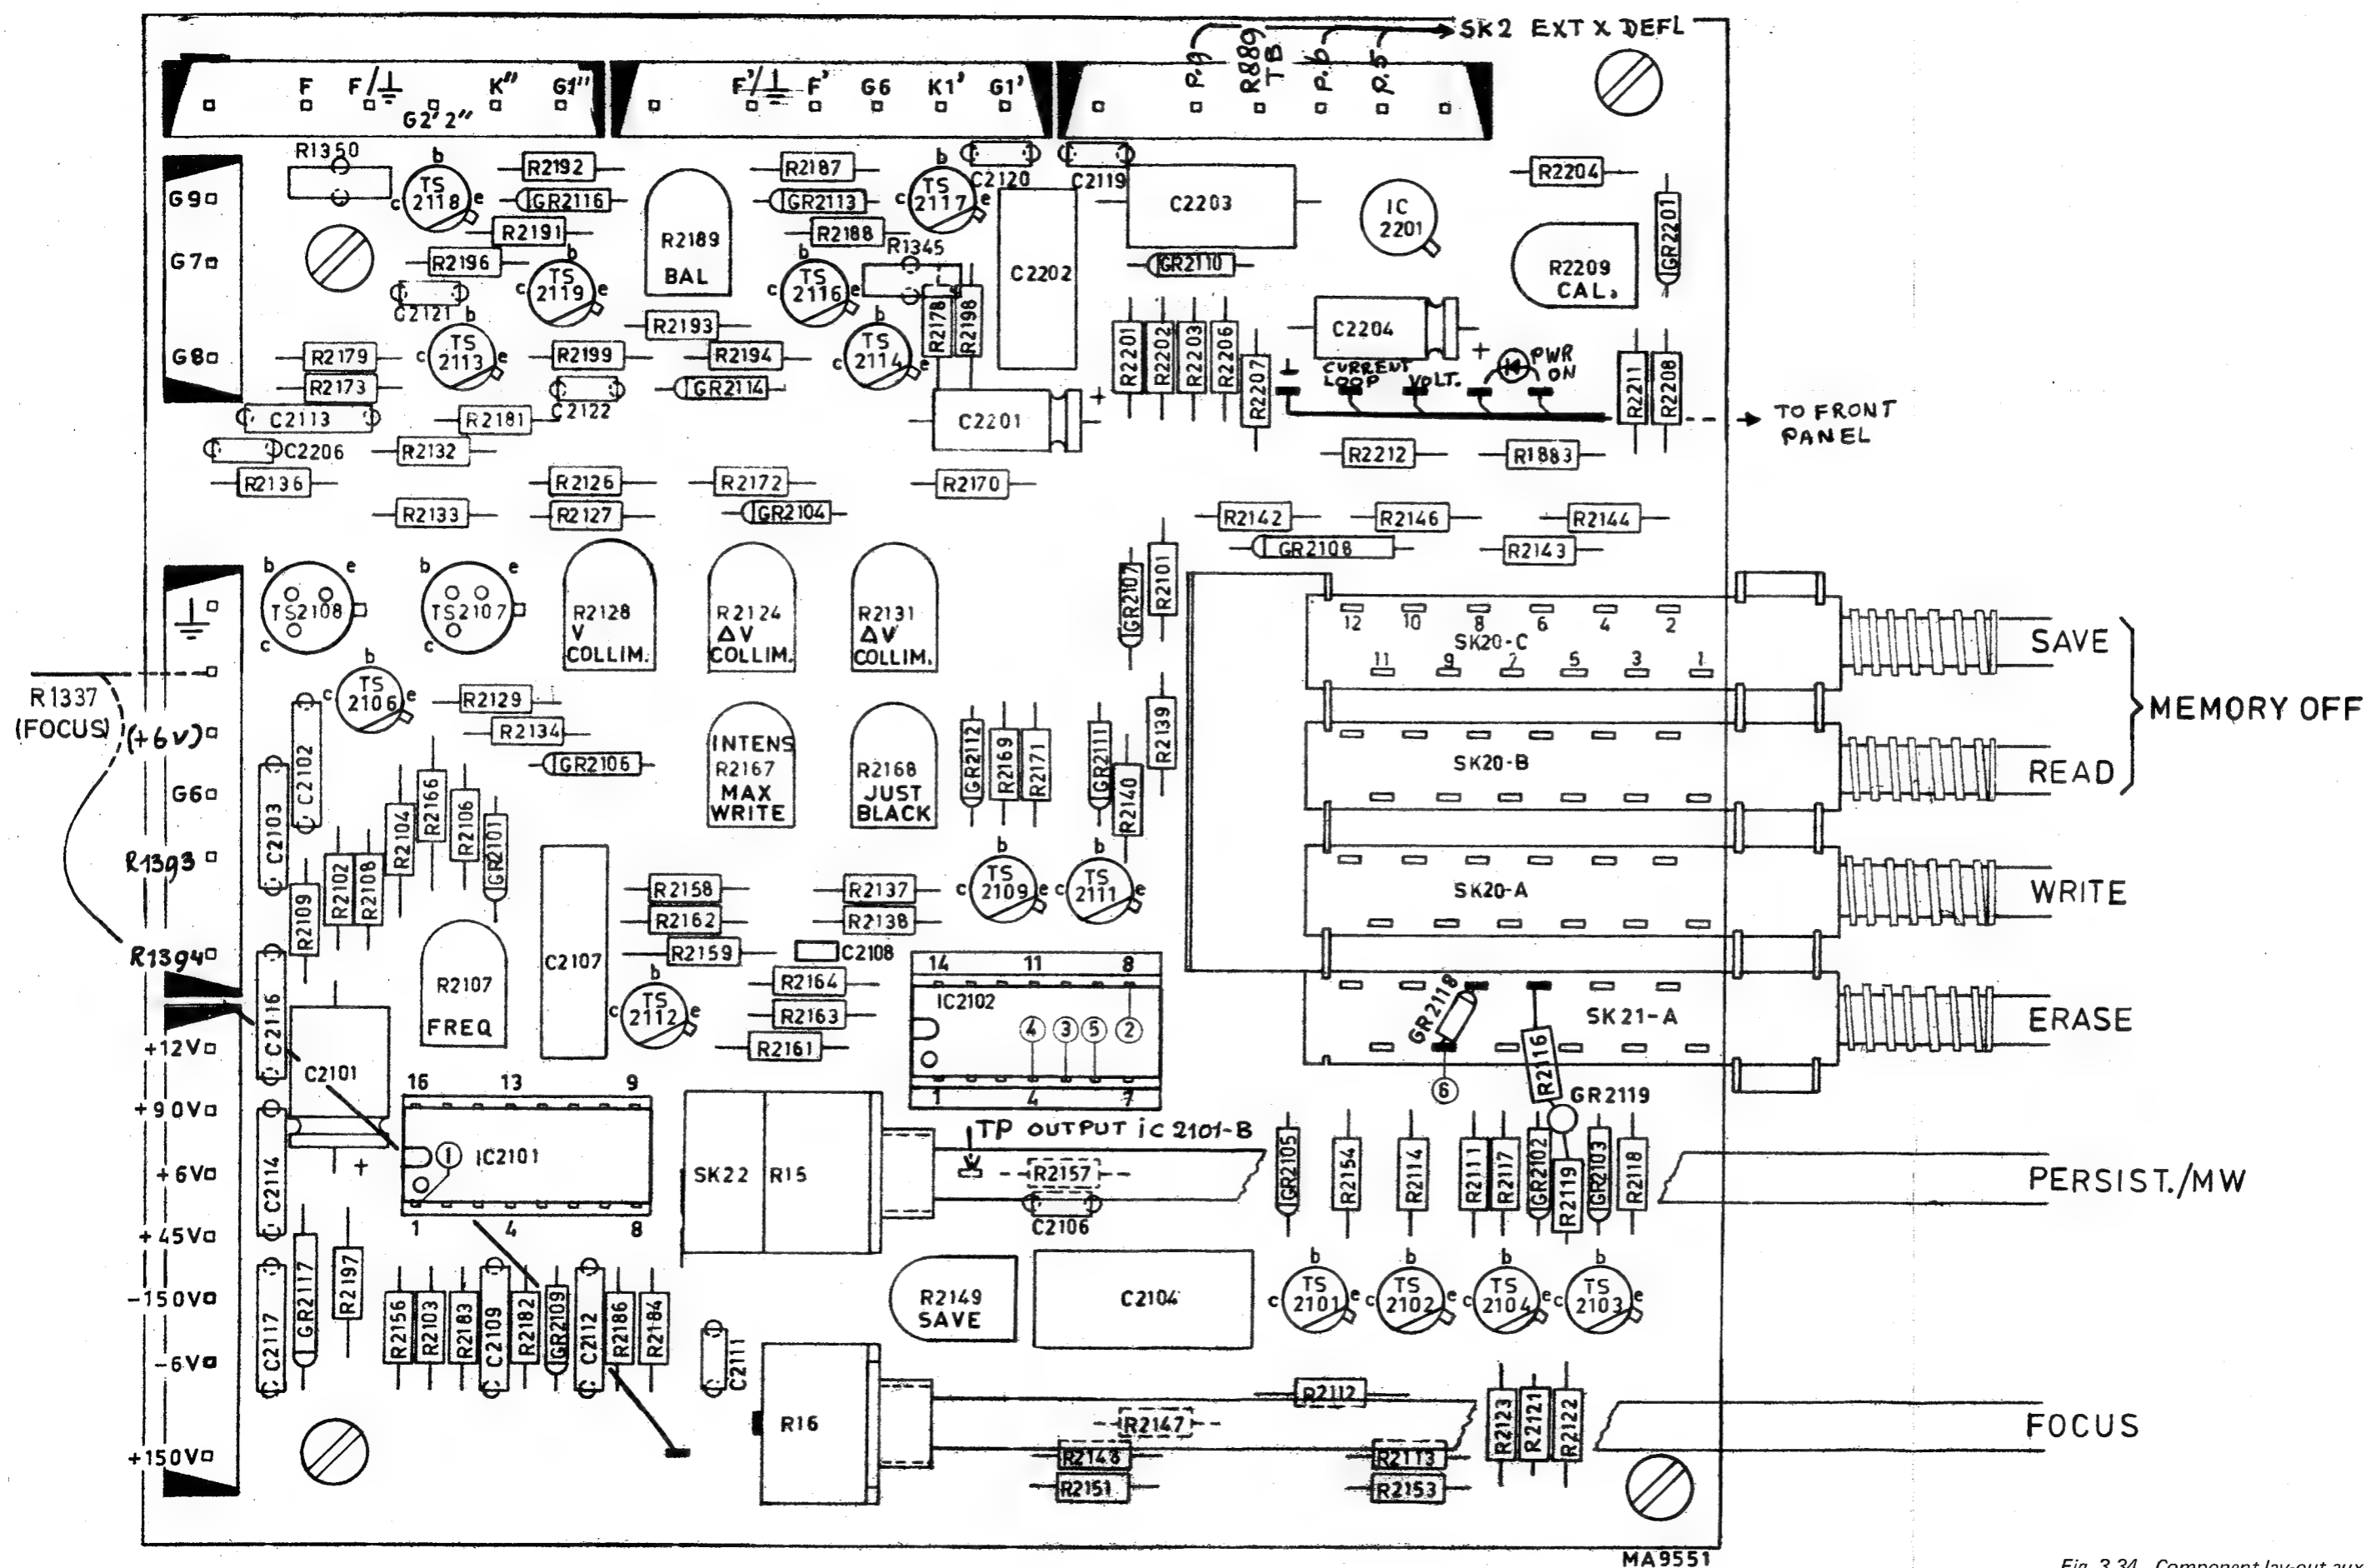 SK2 EXT X DEFL
P.9 R889 TB P.6 P.5
F F/ K" G1"
G2' 2"
F'/ F' G6 K1' G1'
R1350
b
TS 2118
c e
R2192
GR2116
R2191
R2196
R2189 BAL
R2187
GR2113
R2188
R1345
b
TS 2117
c e
C2120
C2119
C2203
C2202
GR2110
IC 2201
R2204
GR2201
R2209 CAL.
G9
G7
G8
C2121
b
TS 2119
c e
b
TS 2116
c e
R2178
R2198
b
TS 2113
c e
b
TS 2114
c e
R2193
R2179
R2173
R2199
R2194
GR2114
C2122
C2113
C2206
R2181
R2132
R2136
C2201 +
R2201
R2202
R2203
R2206
R2207
C2204 +
CURRENT LOOP
VOLT.
PWR ON
R2211
R2208
TO FRONT PANEL
R2212
R1883
R2126
R2172
R2170
R2133
R2127
GR2104
R2142
R2146
R2144
GR2108
R2143
b e
TS2108
c
b e
TS2107
c
R2128 V COLLIM.
R2124 ΔV COLLIM.
R2131 ΔV COLLIM.
GR2107
R2101
12 10 8 6 4 2
SK20-C
11 9 7 5 3 1
SAVE
R1337
(FOCUS)
(+6V)
G6
R1393
R1394
b
TS 2106
c e
R2129
R2134
GR2106
C2102
C2103
INTENS R2167 MAX WRITE
R2168 JUST BLACK
GR2112
R2169
R2171
GR2111
R2140
R2139
MEMORY OFF
SK20-B
READ
R2109
R2102
R2108
R2104
R2166
R2106
GR2101
b
TS 2109
c e
b
TS 2111
c e
SK20-A
WRITE
R2158
R2162
R2159
R2137
R2138
C2108
R2107 FREQ
C2107
b
TS 2112
c e
R2164
R2163
R2161
14 11 8
IC2102
4 3 5 2
1 4 7
GR2118
SK21-A
R2116
6
GR2119
ERASE
+12V
+90V
+6V
+45V
-150V
-6V
+150V
C2116
C2101
+
C2114
C2117
16 13 9
1
IC2101
1 4 8
SK22
R15
TP OUTPUT iC 2101-B
R2157
C2106
GR2105
R2154
R2114
R2111
R2117
GR2102
R2119
GR2103
R2118
PERSIST./MW
GR2117
R2197
R2156
R2103
R2183
C2109
R2182
GR2109
C2112
R2186
R2184
C2111
R2149 SAVE
C2104
b
TS 2101
c e
b
TS 2102
c e
b
TS 2104
c e
b
TS 2103
c e
R16
R2112
R2147
R2148
R2151
R2113
R2153
R2123
R2121
R2122
FOCUS
MA9551
Fig. 3.34. Component lay-out aux